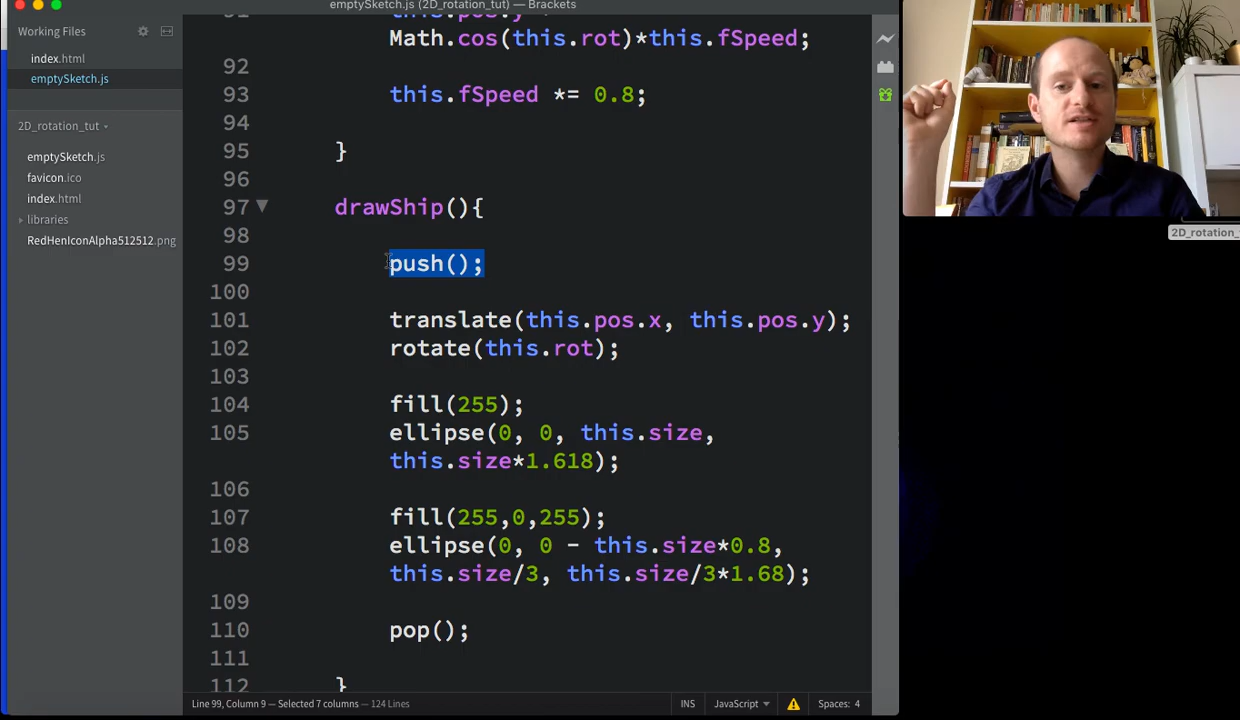 emptySketch.js (2D_rotation_tut) — Brackets
Working Files
index.html
emptySketch.js
2D_rotation_tut
emptySketch.js
favicon.ico
index.html
libraries
RedHenIconAlpha512512.png
Math.cos(this.rot)*this.fSpeed;
92
93 this.fSpeed *= 0.8;
94
95 }
96
97 drawShip(){
98
99 push();
100
101 translate(this.pos.x, this.pos.y);
102 rotate(this.rot);
103
104 fill(255);
105 ellipse(0, 0, this.size,
this.size*1.618);
106
107 fill(255,0,255);
108 ellipse(0, 0 - this.size*0.8,
this.size/3, this.size/3*1.68);
109
110 pop();
111
112 }
Line 99, Column 9 — Selected 7 columns — 124 Lines
INS
JavaScript
Spaces: 4